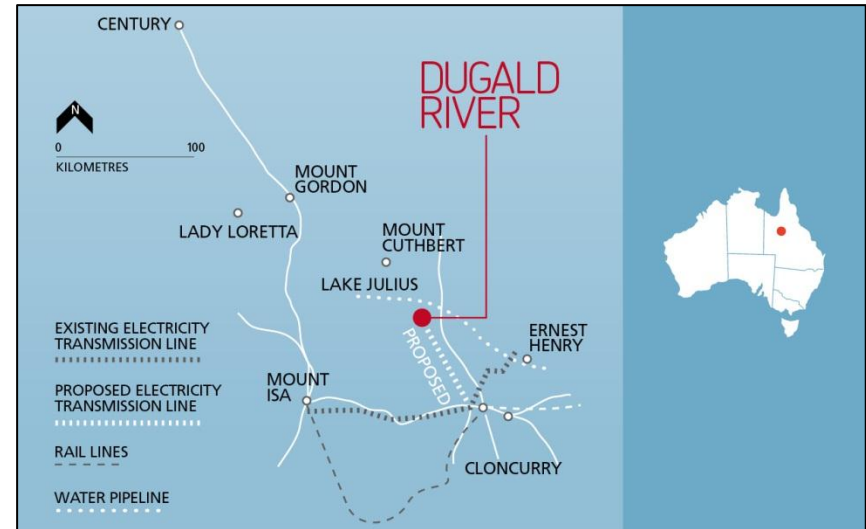 CENTURY
DUGALD
RIVER
N
0 100
KILOMETRES
MOUNT
GORDON
LADY LORETTA
MOUNT
CUTHBERT
LAKE JULIUS
EXISTING ELECTRICITY
TRANSMISSION LINE
PROPOSED
ERNEST
HENRY
MOUNT
ISA
PROPOSED ELECTRICITY
TRANSMISSION LINE
RAIL LINES
CLONCURRY
WATER PIPELINE